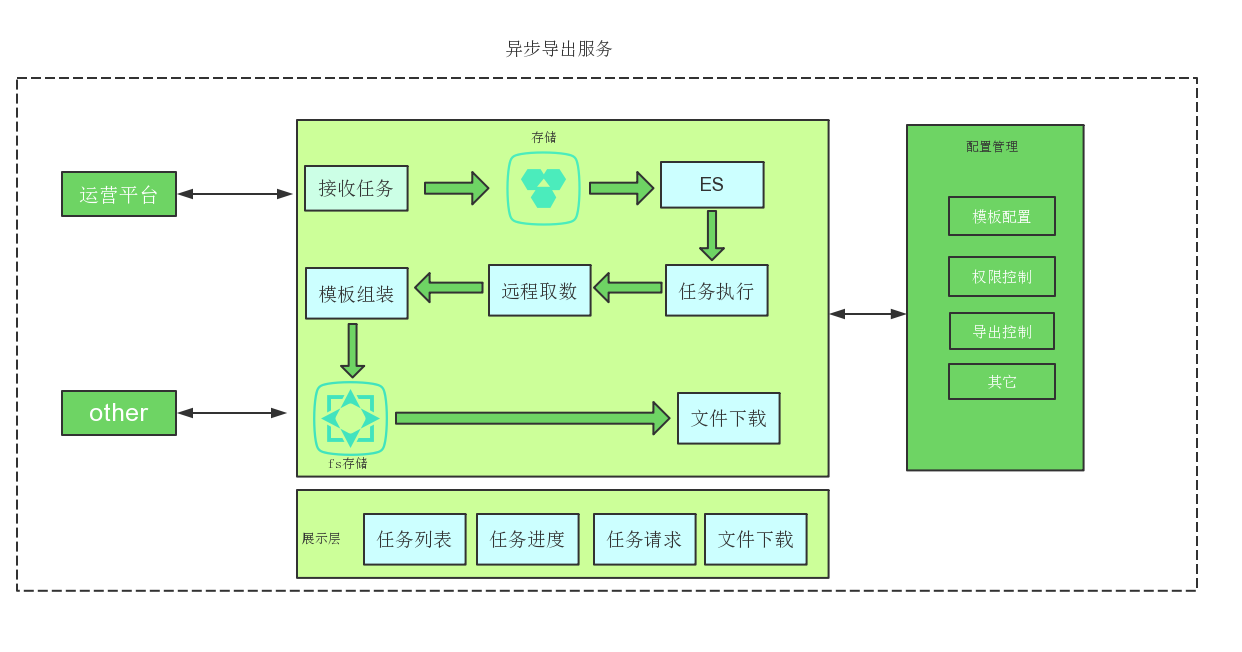 异步导出服务
存储
配置管理
运营平台
接收任务
ES
模板配置
模板组装
远程取数
任务执行
权限控制
导出控制
其它
other
文件下载
fs存储
展示层
任务列表
任务进度
任务请求
文件下载